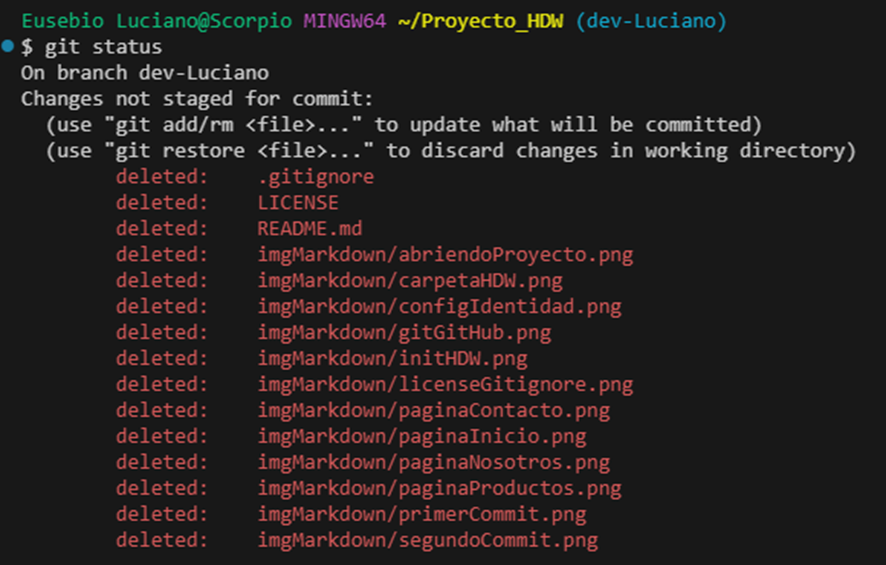 Eusebio Luciano@Scorpio MINGW64 ~/Proyecto_HDW (dev-Luciano)
$ git status
On branch dev-Luciano
Changes not staged for commit:
  (use "git add/rm <file>..." to update what will be committed)
  (use "git restore <file>..." to discard changes in working directory)
        deleted:    .gitignore
        deleted:    LICENSE
        deleted:    README.md
        deleted:    imgMarkdown/abriendoProyecto.png
        deleted:    imgMarkdown/carpetaHDW.png
        deleted:    imgMarkdown/configIdentidad.png
        deleted:    imgMarkdown/gitGitHub.png
        deleted:    imgMarkdown/initHDW.png
        deleted:    imgMarkdown/licenseGitignore.png
        deleted:    imgMarkdown/paginaContacto.png
        deleted:    imgMarkdown/paginaInicio.png
        deleted:    imgMarkdown/paginaNosotros.png
        deleted:    imgMarkdown/paginaProductos.png
        deleted:    imgMarkdown/primerCommit.png
        deleted:    imgMarkdown/segundoCommit.png